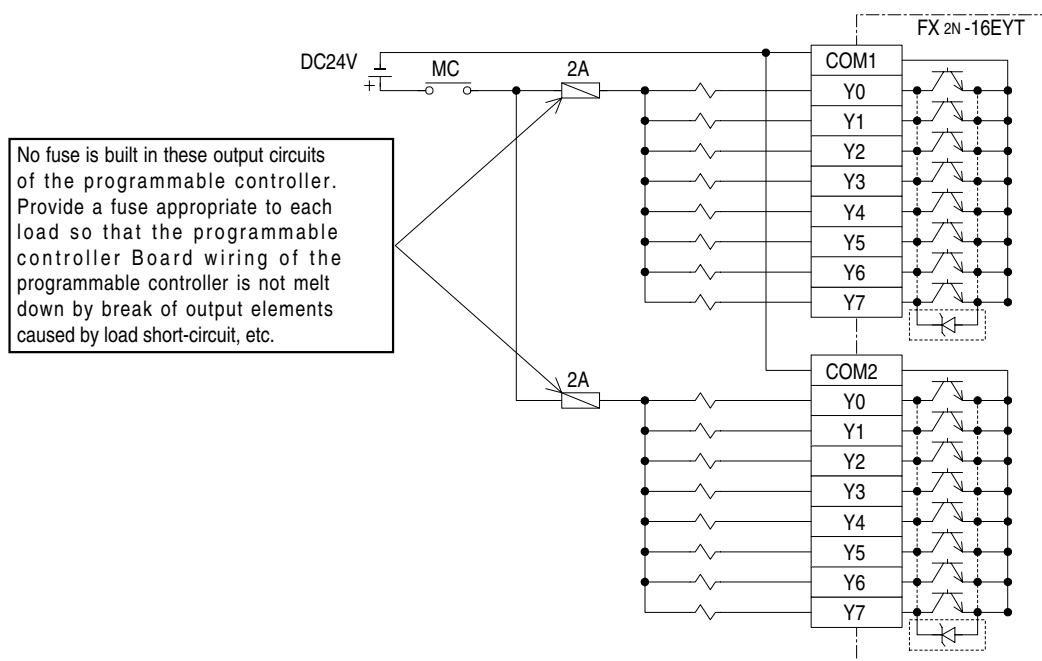 FX 2N -16EYT
DC24V
+
MC
2A
COM1
Y0
Y1
Y2
Y3
Y4
Y5
Y6
Y7
No fuse is built in these output circuits
of the programmable controller.
Provide a fuse appropriate to each
load so that the programmable
controller Board wiring of the
programmable controller is not melt
down by break of output elements
caused by load short-circuit, etc.
2A
COM2
Y0
Y1
Y2
Y3
Y4
Y5
Y6
Y7